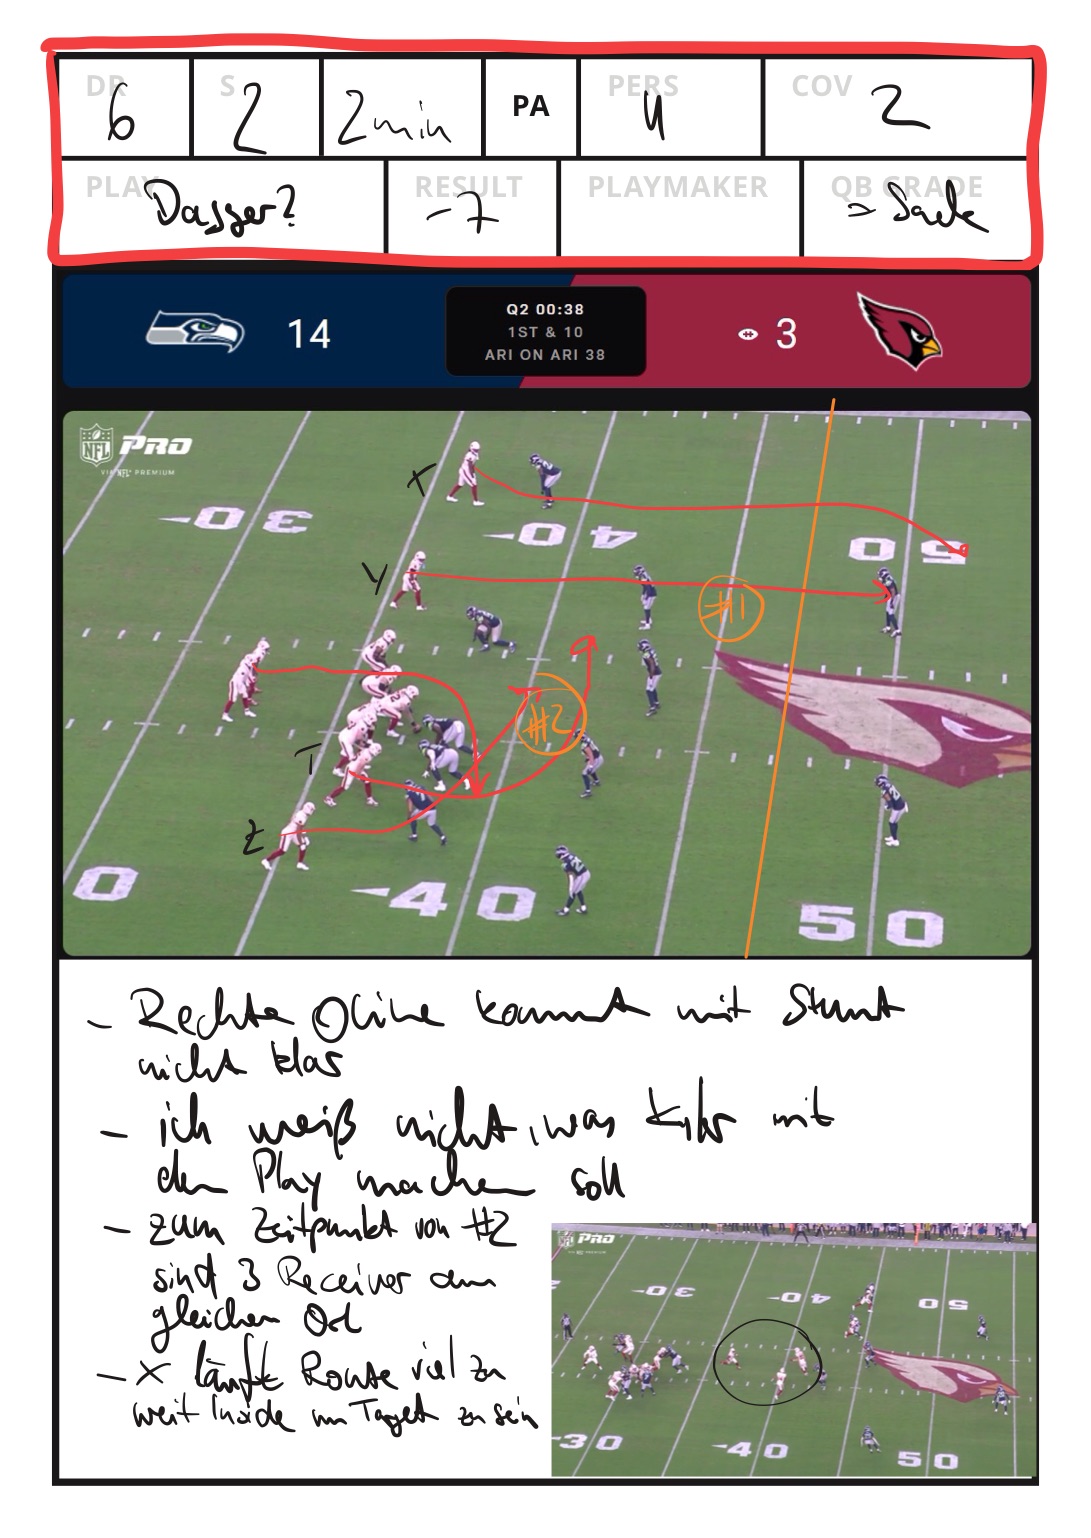 DR 6
S 2
2min
PA
PERS 4
COV 2
PLAY Dagger?
RESULT -7
PLAYMAKER
QB GRADE => Sack
14
Q2 00:38
1ST & 10
ARI ON ARI 38
3
NFL PRO
VIA NFL+ PREMIUM
X
30
40
50
Y
#1
#2
T
Z
0
40
50
- Rechte Oline kommt mit Stunt
nicht klar
- ich weiß nicht, was Kyler mit
dem Play machen soll
- zum Zeitpunkt von #2
sind 3 Receiver am
gleichen Ort
- X läuft Route viel zu
weit Inside um Target zu sein
NFL PRO
30
40
50
30
40
50